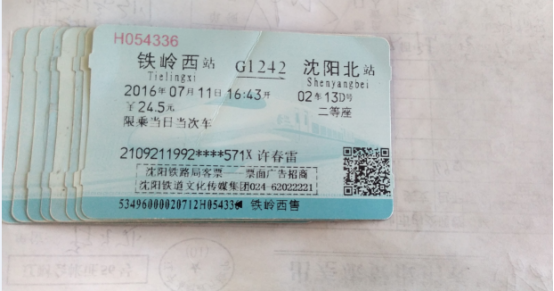 H054336
铁岭西站 G1242 沈阳北站
Tielingxi Shenyangbei
2016年07月11日16:43开 02车13D号
￥24.5元 二等座
限乘当日当次车
2109211992****571X 许春雷
沈阳铁路局客票——票面广告招商
沈阳铁道文化传媒集团024-62022221
53496000020712H054336 铁岭西售